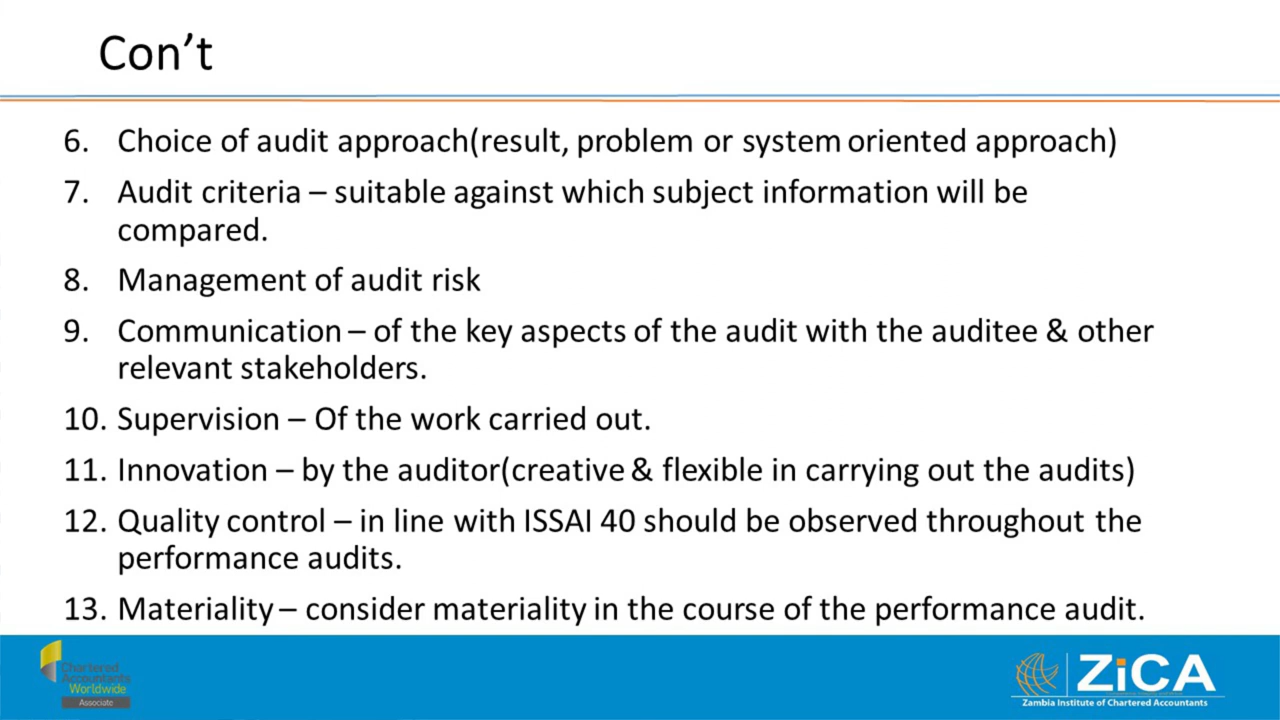 Con’t
6. Choice of audit approach(result, problem or system oriented approach)
7. Audit criteria – suitable against which subject information will be
compared.
8. Management of audit risk
9. Communication – of the key aspects of the audit with the auditee & other
relevant stakeholders.
10. Supervision – Of the work carried out.
11. Innovation – by the auditor(creative & flexible in carrying out the audits)
12. Quality control – in line with ISSAI 40 should be observed throughout the
performance audits.
13. Materiality – consider materiality in the course of the performance audit.
Chartered
Accountants
Worldwide
Associate
ZiCA
Zambia Institute of Chartered Accountants